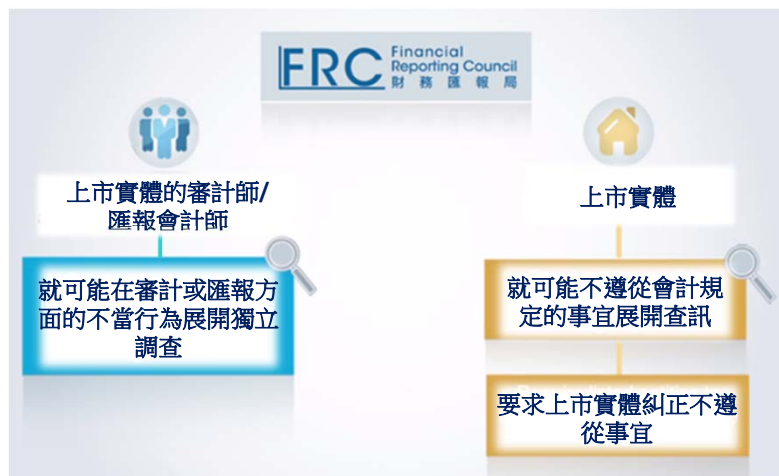 FRC
Financial
Reporting Council
財務匯報局
上市實體的審計師/
匯報會計師
就可能在審計或匯報方
面的不當行為展開獨立
調查
上市實體
就可能不遵從會計規
定的事宜展開查訊
要求上市實體糾正不遵
從事宜